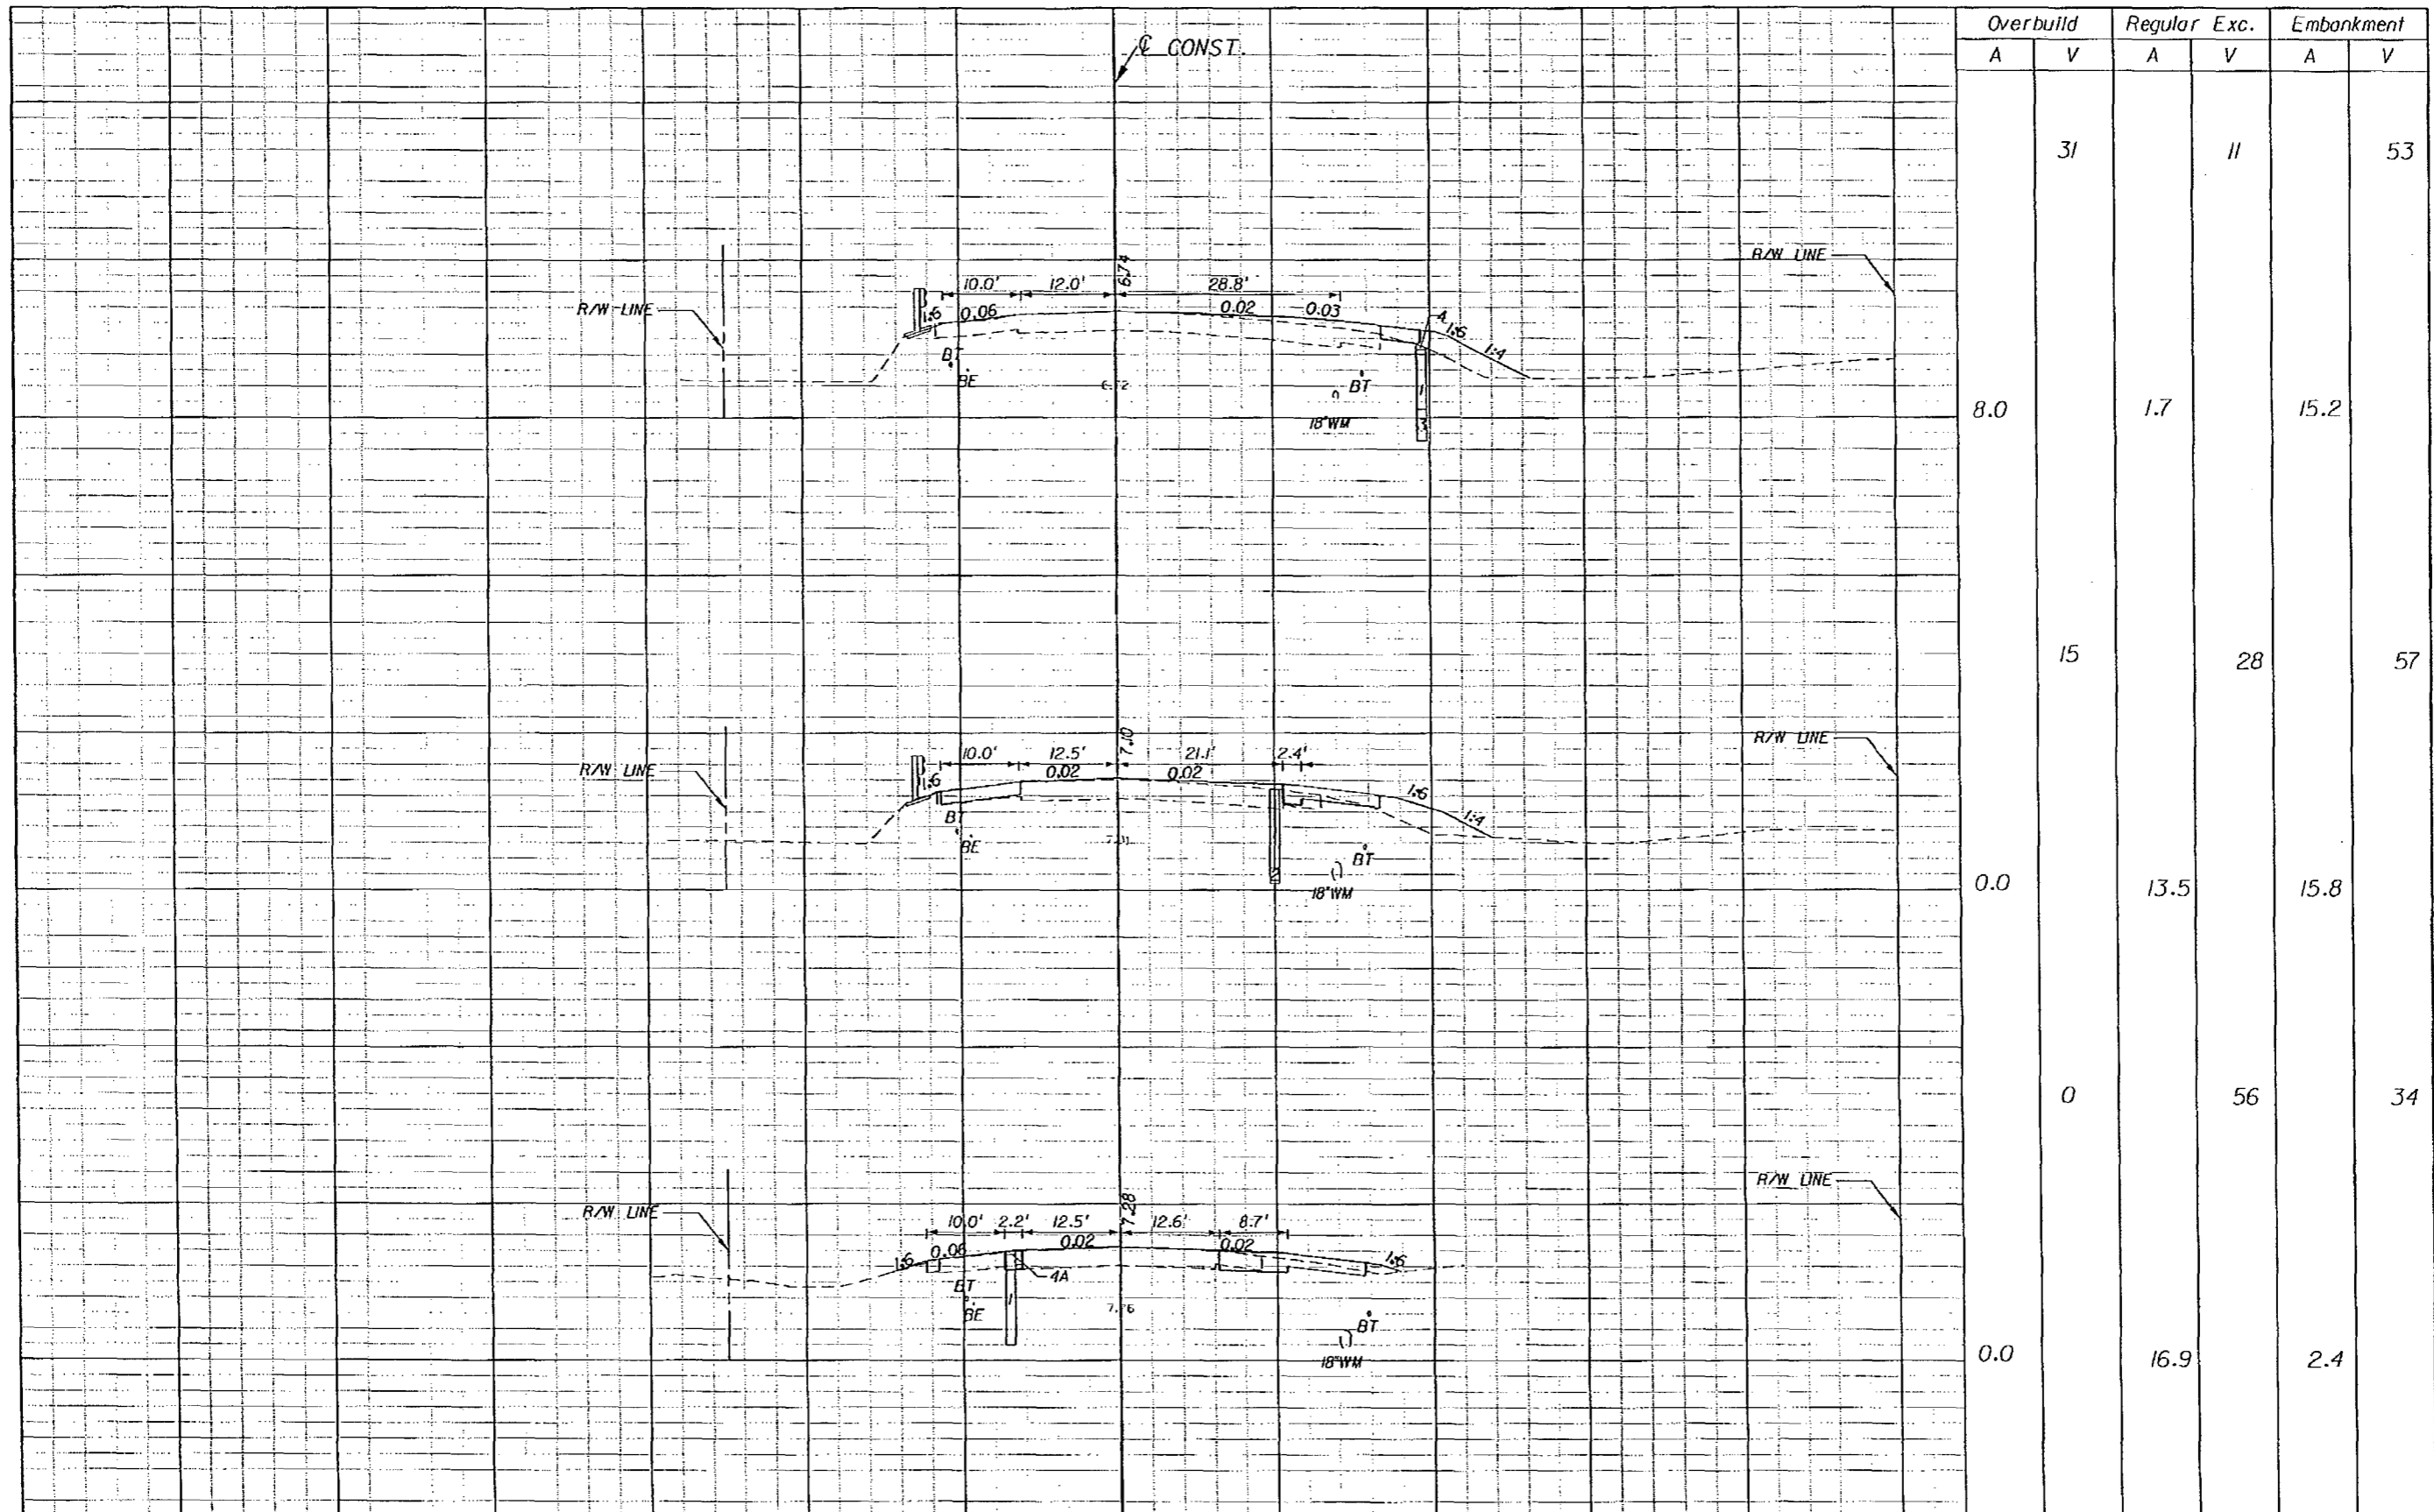 Overbuild Regular Exc. Embankment
A V A V A V
℄ CONST.
31 11 53
R/W LINE
6.74
10.0' 12.0' 28.8'
R/W LINE
1:6 0.06 0.02 0.03
A 1:6
1:4
BT
BE
BT
1
18"WM 3
8.0 1.7 15.2
15 28 57
R/W LINE
7.10
10.0' 12.5' 21.1' 2.4'
R/W LINE
1:6 0.02 0.02
1:6
1:4
BT
BE
BT
18"WM
0.0 13.5 15.8
0 56 34
R/W LINE
7.28
R/W LINE
10.0' 2.2' 12.5' 12.6' 8.7'
1:6 0.06 0.02 0.02 1:6
4A
BT
1
BE
BT
18"WM
0.0 16.9 2.4